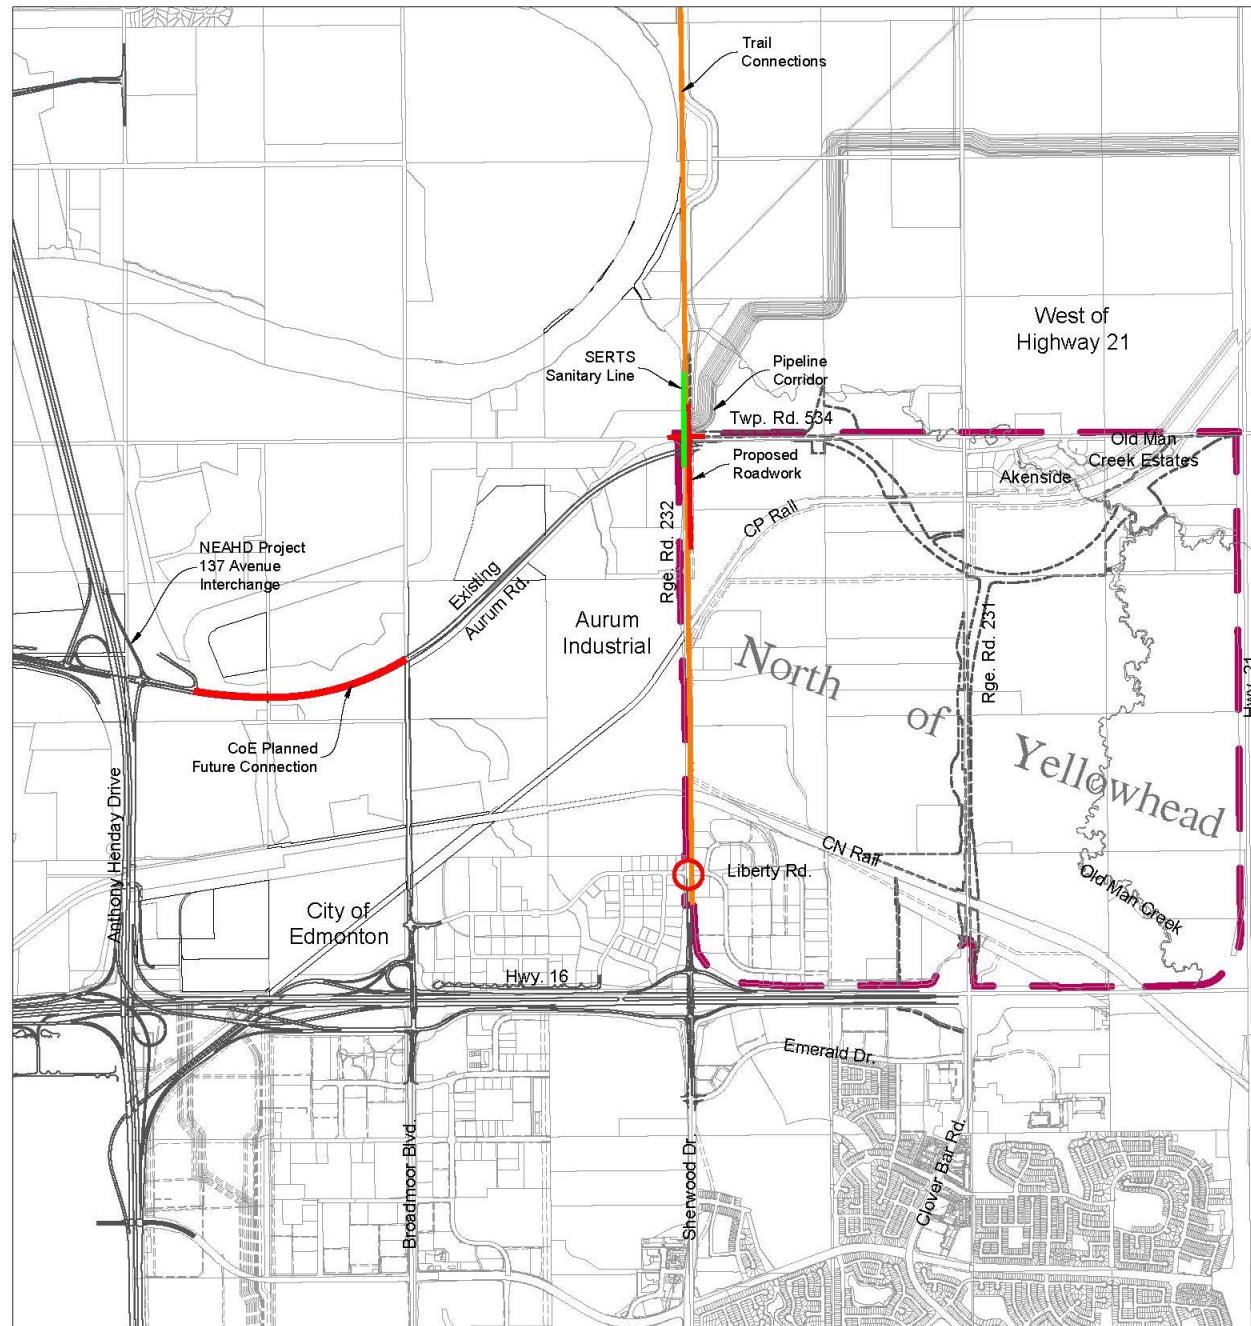 Trail
Connections
West of
Highway 21
SERTS
Sanitary Line
Pipeline
Corridor
Twp. Rd. 534
Old Man
Creek Estates
Proposed
Roadwork
Akenside
Rge. Rd. 232
CP Rail
NEAHD Project
137 Avenue
Interchange
Existing
Aurum Rd.
Aurum
Industrial
Rge. Rd. 231
North
of
Yellowhead
Hwy. 21
CoE Planned
Future Connection
Anthony Henday Drive
CN Rail
Liberty Rd.
Old Man Creek
City of
Edmonton
Hwy. 16
Emerald Dr.
Broadmoor Blvd.
Sherwood Dr.
Clover Bar Rd.